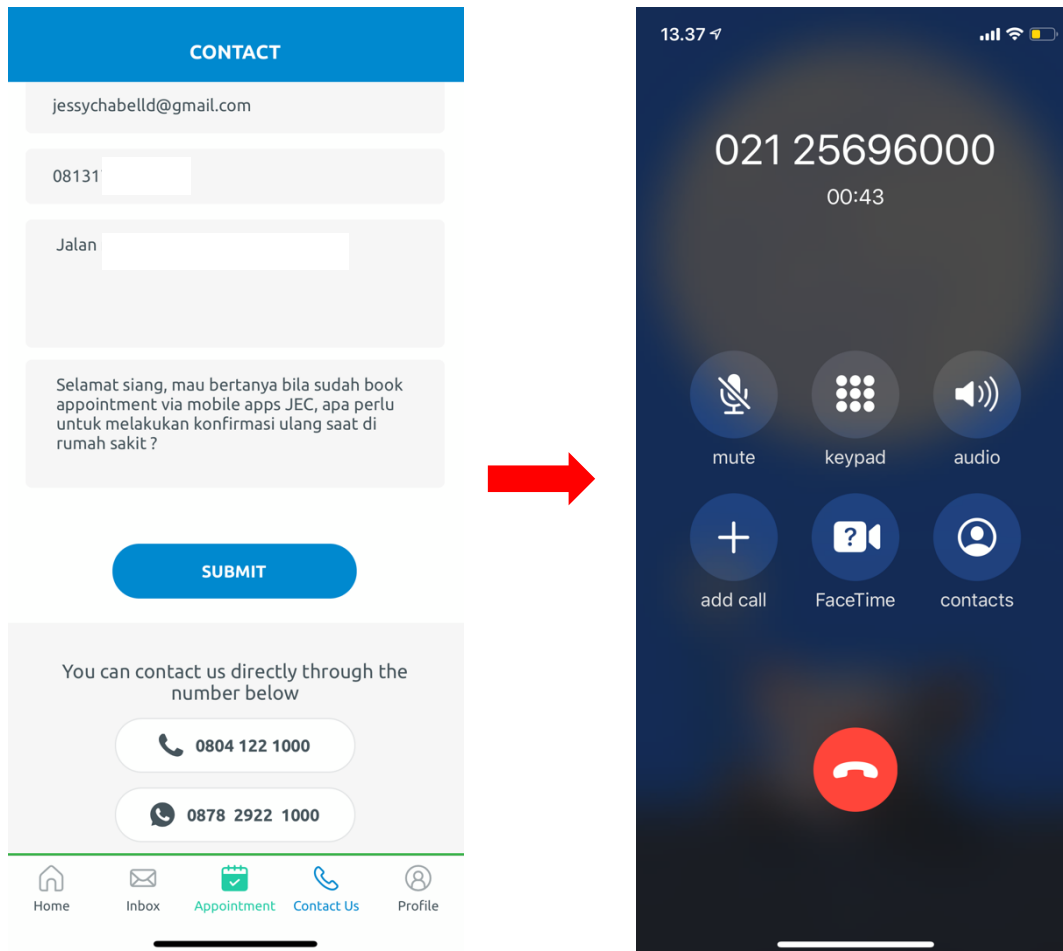 CONTACT
jessychabelld@gmail.com
08131
Jalan
Selamat siang, mau bertanya bila sudah book
appointment via mobile apps JEC, apa perlu
untuk melakukan konfirmasi ulang saat di
rumah sakit ?
SUBMIT
You can contact us directly through the
number below
0804 122 1000
0878 2922 1000
Home Inbox Appointment Contact Us Profile
13.37
021 25696000
00:43
mute keypad audio
add call FaceTime contacts